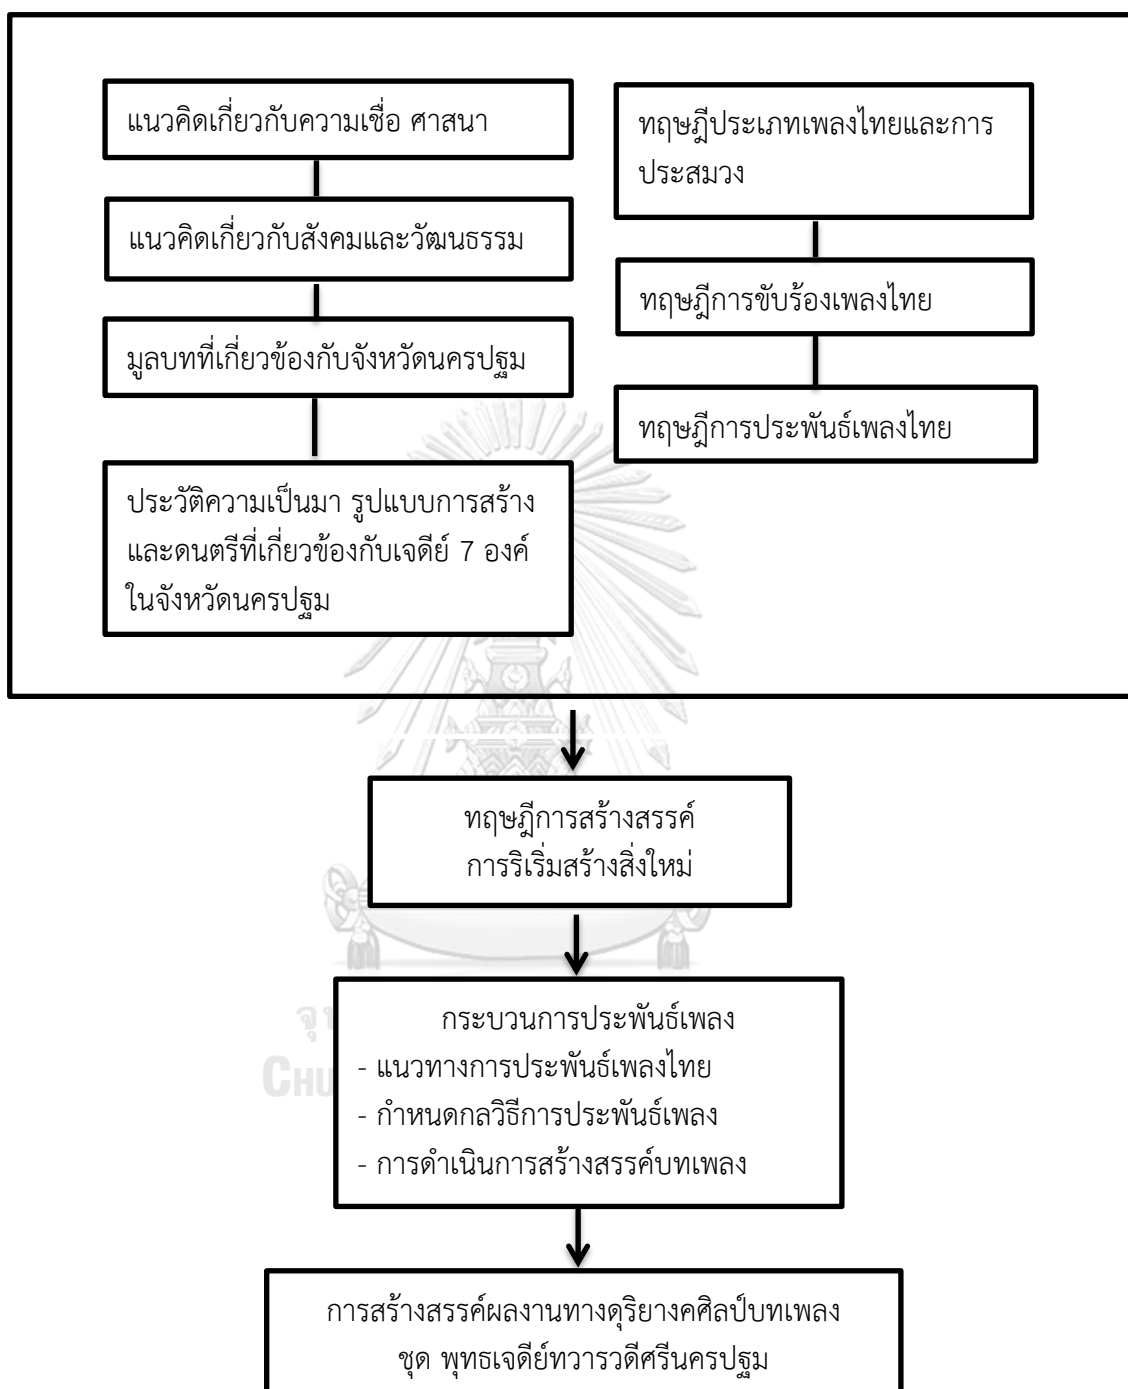 แนวคิดเกี่ยวกับความเชื่อ ศาสนา
แนวคิดเกี่ยวกับสังคมและวัฒนธรรม
มูลบทที่เกี่ยวข้องกับจังหวัดนครปฐม
ประวัติความเป็นมา รูปแบบการสร้าง
และดนตรีที่เกี่ยวข้องกับเจดีย์ 7 องค์
ในจังหวัดนครปฐม
ทฤษฎีประเภทเพลงไทยและการ
ประสมวง
ทฤษฎีการขับร้องเพลงไทย
ทฤษฎีการประพันธ์เพลงไทย
ทฤษฎีการสร้างสรรค์
การริเริ่มสร้างสิ่งใหม่
กระบวนการประพันธ์เพลง
- แนวทางการประพันธ์เพลงไทย
- กำหนดกลวิธีการประพันธ์เพลง
- การดำเนินการสร้างสรรค์บทเพลง
การสร้างสรรค์ผลงานทางดุริยางคศิลป์บทเพลง
ชุด พุทธเจดีย์ทวารวดีศรีนครปฐม